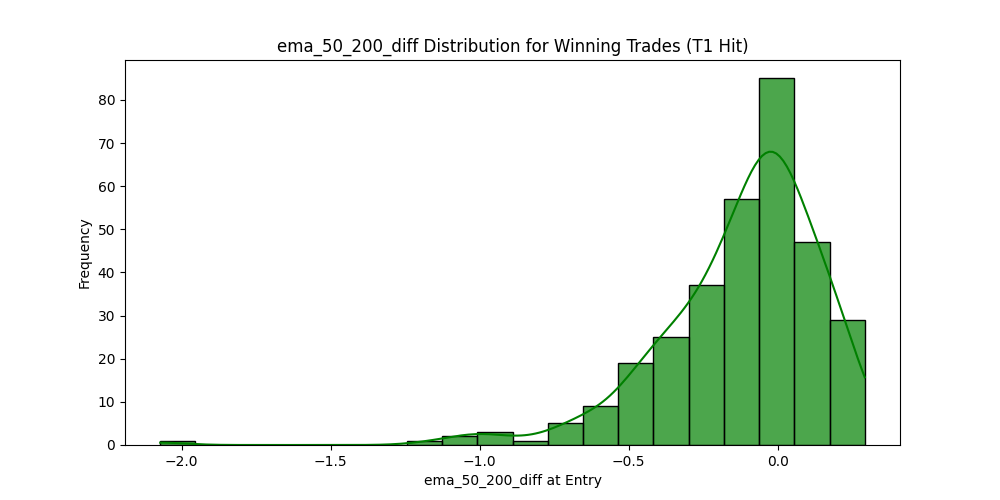 ema_50_200_diff Distribution for Winning Trades (T1 Hit)
Frequency
80
70
60
50
40
30
20
10
0
−2.0 −1.5 −1.0 −0.5 0.0
ema_50_200_diff at Entry